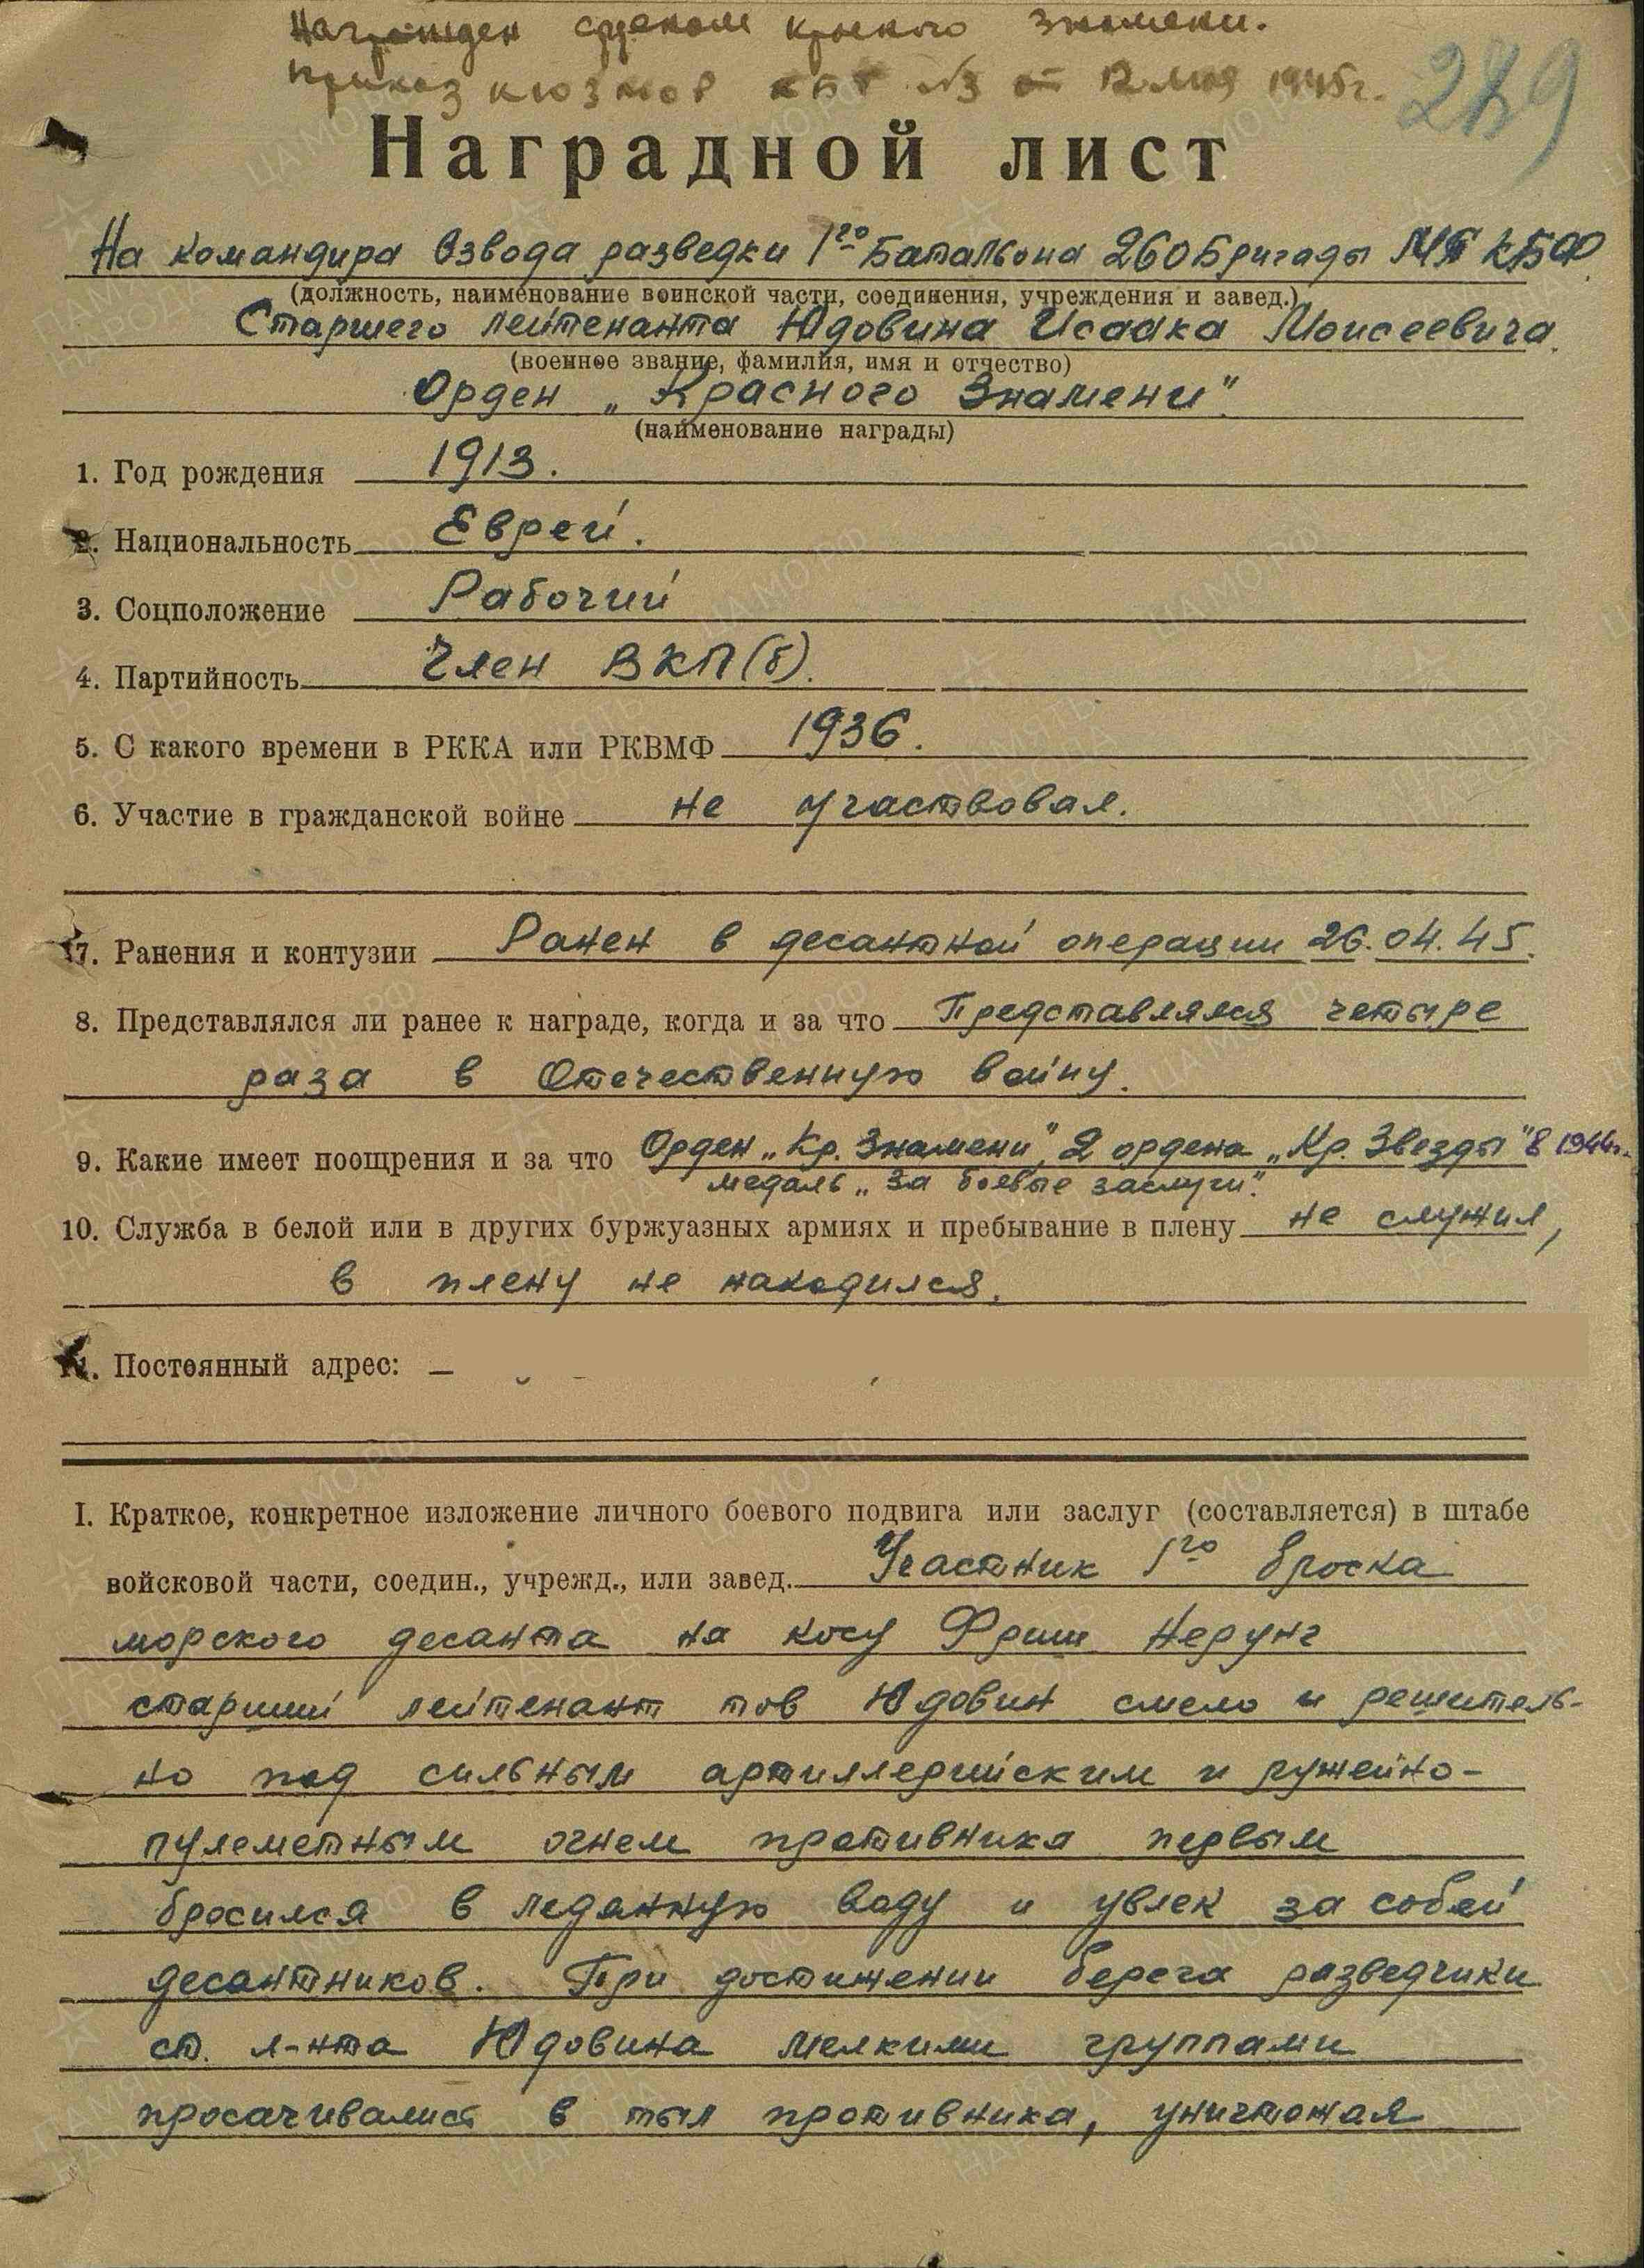 Награжден орденом красного знамени.
Приказ КЮЗМОР КБФ №3 от 12 мая 1945г.
289
Наградной лист
На командира взвода разведки 1го Батальона 260 Бригады МП КБФ
(должность, наименование воинской части, соединения, учреждения и завед.)
Старшего лейтенанта Юдовина Исаака Моисеевича.
(военное звание, фамилия, имя и отчество)
Орден „Красного Знамени"
(наименование награды)
1. Год рождения 1913.
2. Национальность Еврей.
3. Соцположение Рабочий
4. Партийность Член ВКП(б).
5. С какого времени в РККА или РКВМФ 1936.
6. Участие в гражданской войне не участвовал.
7. Ранения и контузии Ранен в десантной операции 26.04.45.
8. Представлялся ли ранее к награде, когда и за что Представлялся четыре
раза в Отечественную войну.
9. Какие имеет поощрения и за что Орден „Кр. Знамени", 2 ордена „Кр. Звезды" в 1944г.
медаль „За боевые заслуги".
10. Служба в белой или в других буржуазных армиях и пребывание в плену не служил,
в плену не находился.
11. Постоянный адрес:
I. Краткое, конкретное изложение личного боевого подвига или заслуг (составляется) в штабе
войсковой части, соедин., учрежд., или завед. Участник 1го броска
морского десанта на косу Фриш Нерунг
старший лейтенант тов Юдовин смело и решитель-
но под сильным артиллерийским и ружейно-
пулеметным огнем противника первым
бросился в ледянную воду и увлек за собой
десантников. При достижении берега разведчики
ст. л-нта Юдовина мелкими группами
просачивались в тыл противника, уничтожая
ПАМЯТЬ НАРОДА
ЦАМО.РФ